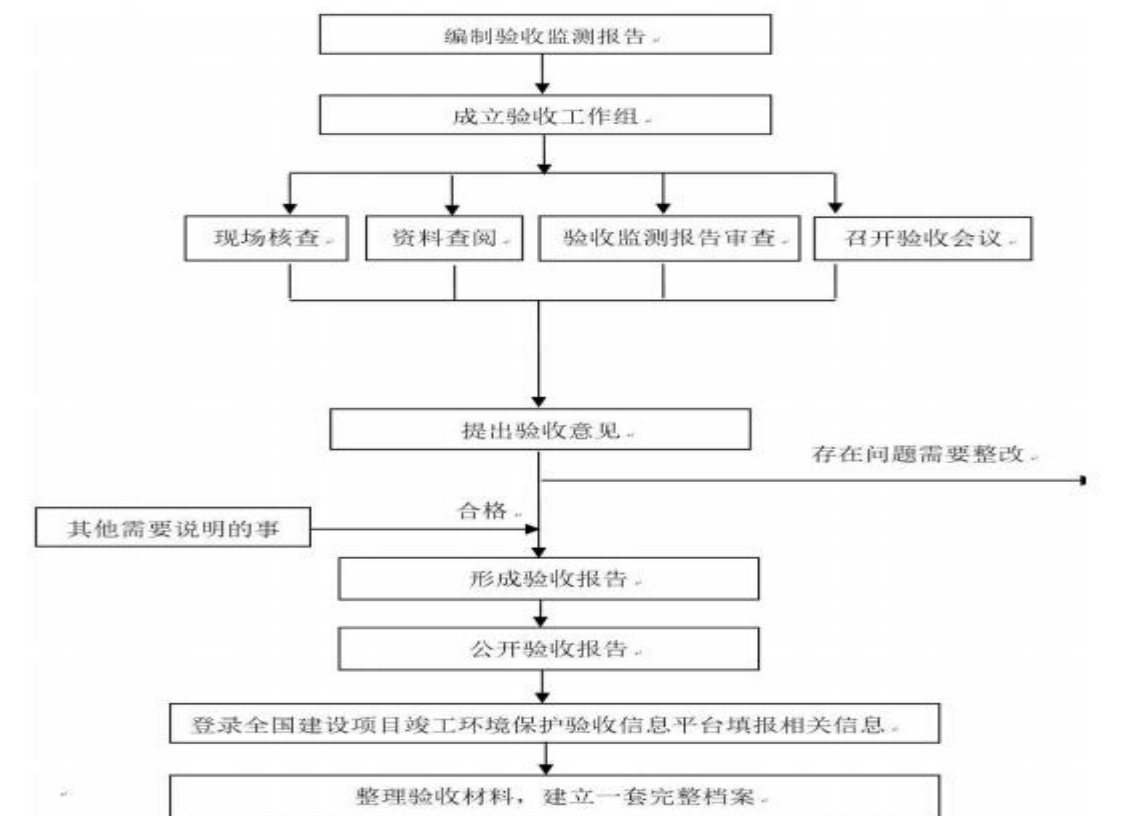 编制验收监测报告
成立验收工作组
现场核查 资料查阅 验收监测报告审查 召开验收会议
提出验收意见
存在问题需要整改
合格
其他需要说明的事
形成验收报告
公开验收报告
登录全国建设项目竣工环境保护验收信息平台填报相关信息
整理验收材料，建立一套完整档案